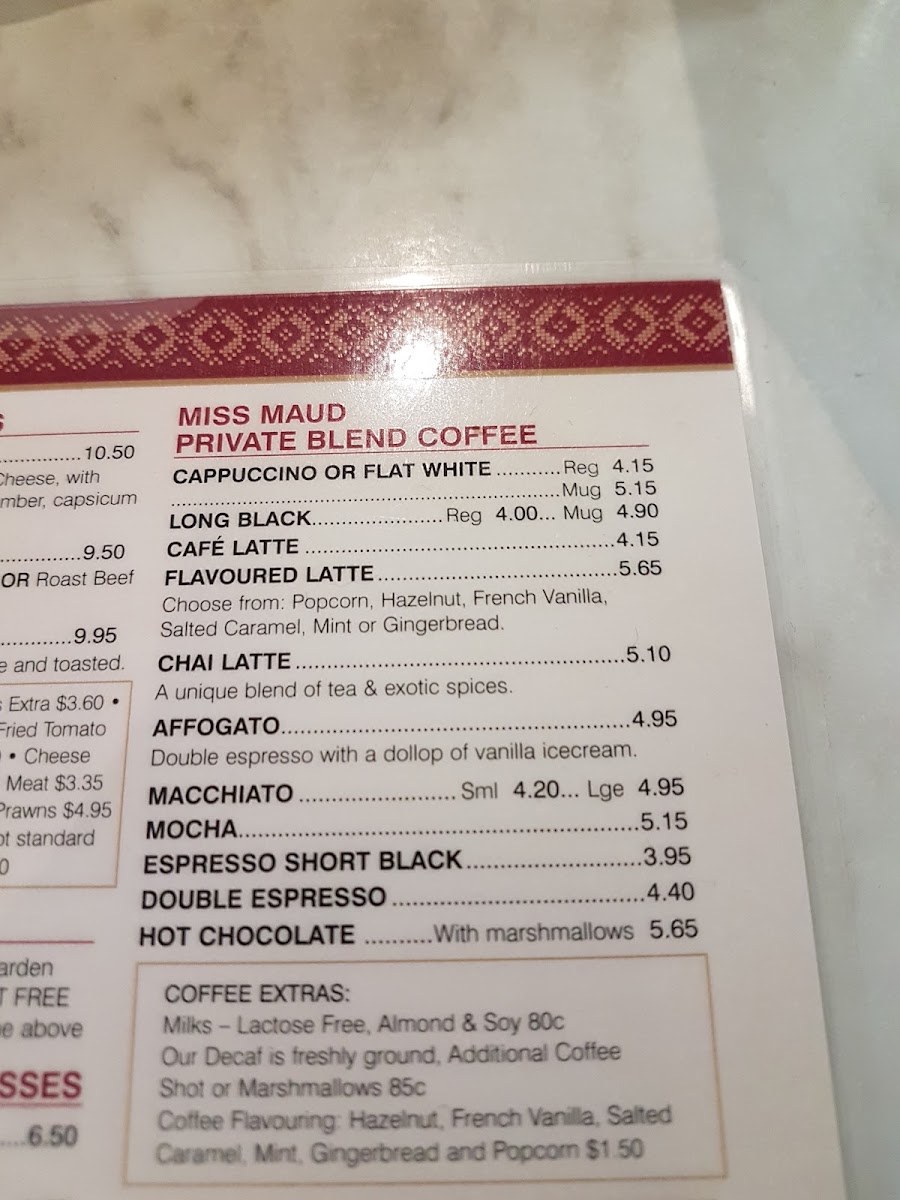 S
.............10.50
Cheese, with
mber, capsicum
.............9.50
OR Roast Beef
............9.95
e and toasted.
s Extra $3.60 •
Fried Tomato
• Cheese
Meat $3.35
Prawns $4.95
ot standard
0
arden
T FREE
e above
SSES
....6.50
MISS MAUD
PRIVATE BLEND COFFEE
CAPPUCCINO OR FLAT WHITE ...........Reg 4.15
..............................................................Mug 5.15
LONG BLACK......................Reg 4.00... Mug 4.90
CAFÉ LATTE ..................................................4.15
FLAVOURED LATTE.......................................5.65
Choose from: Popcorn, Hazelnut, French Vanilla,
Salted Caramel, Mint or Gingerbread.
CHAI LATTE.....................................................5.10
A unique blend of tea & exotic spices.
AFFOGATO......................................................4.95
Double espresso with a dollop of vanilla icecream.
MACCHIATO ........................ Sml 4.20... Lge 4.95
MOCHA.............................................................5.15
ESPRESSO SHORT BLACK..........................3.95
DOUBLE ESPRESSO .....................................4.40
HOT CHOCOLATE ..........With marshmallows 5.65
COFFEE EXTRAS:
Milks – Lactose Free, Almond & Soy 80c
Our Decaf is freshly ground, Additional Coffee
Shot or Marshmallows 85c
Coffee Flavouring: Hazelnut, French Vanilla, Salted
Caramel, Mint, Gingerbread and Popcorn $1.50